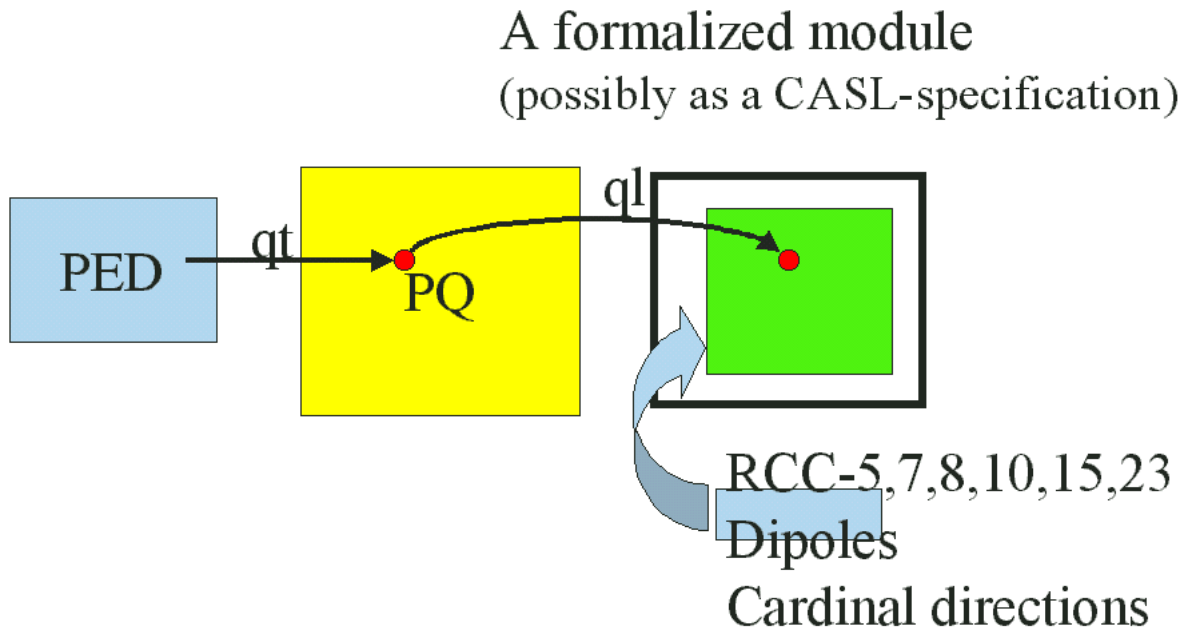 A formalized module
(possibly as a CASL-specification)
ql
qt
PED
PQ
RCC-5,7,8,10,15,23
Dipoles
Cardinal directions